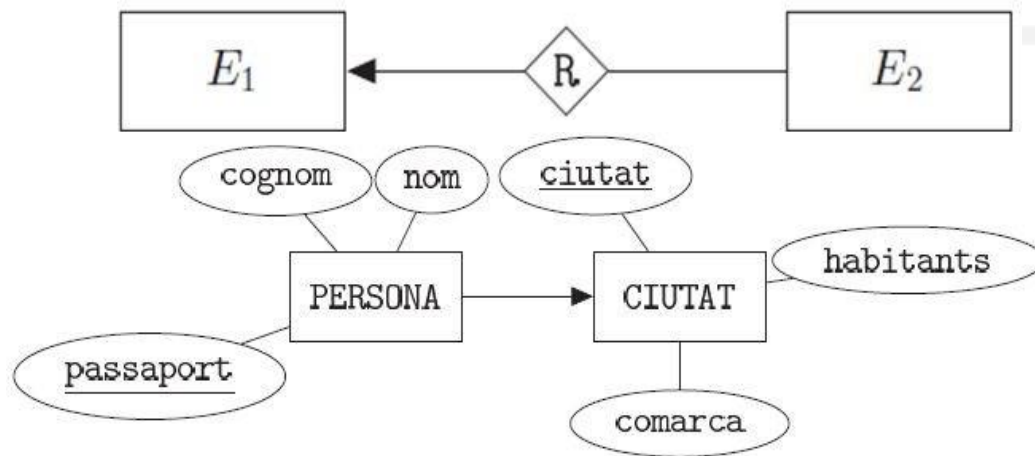 E₁
R
E₂
cognom
nom
ciutat
habitants
PERSONA
CIUTAT
passaport
comarca